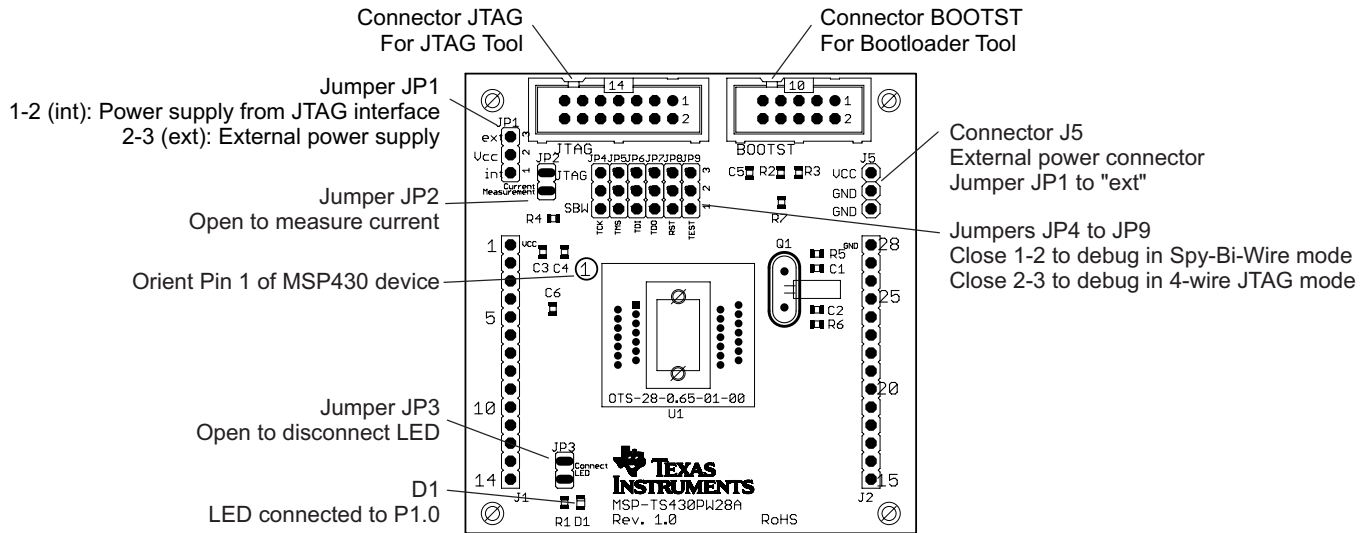 Connector JTAG
For JTAG Tool
Connector BOOTST
For Bootloader Tool
Jumper JP1
1-2 (int): Power supply from JTAG interface
2-3 (ext): External power supply
Jumper JP2
Open to measure current
Orient Pin 1 of MSP430 device
Jumper JP3
Open to disconnect LED
D1
LED connected to P1.0
Connector J5
External power connector
Jumper JP1 to "ext"
Jumpers JP4 to JP9
Close 1-2 to debug in Spy-Bi-Wire mode
Close 2-3 to debug in 4-wire JTAG mode
14
1
2
JTAG
10
1
2
BOOTST
JP1
ext
Vcc
int
3
2
1
JP2
Current
Measurement
JP4 JP5 JP6 JP7 JP8 JP9
JTAG
SBW
3
2
1
TCK
TMS
TDI
TDO
RST
TEST
C5
R2
R3
R7
J5
VCC
GND
GND
R4
1
VCC
C3 C4
1
C6
5
10
14
J1
Q1
R5
C1
C2
R6
GND
28
25
20
15
J2
OTS-28-0.65-01-00
U1
JP3
Connect
LED
R1 D1
TEXAS
INSTRUMENTS
MSP-TS430PW28A
Rev. 1.0
RoHS